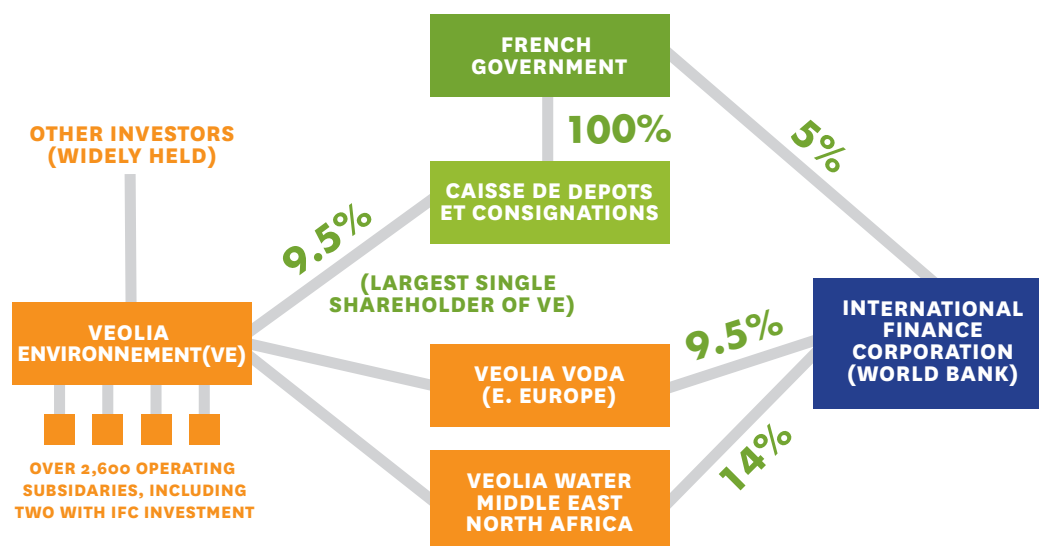 FRENCH
GOVERNMENT
100%
5%
OTHER INVESTORS
(WIDELY HELD)
CAISSE DE DEPOTS
ET CONSIGNATIONS
9.5%
(LARGEST SINGLE
SHAREHOLDER OF VE)
VEOLIA
ENVIRONNEMENT(VE)
INTERNATIONAL
FINANCE
CORPORATION
(WORLD BANK)
9.5%
VEOLIA VODA
(E. EUROPE)
14%
VEOLIA WATER
MIDDLE EAST
NORTH AFRICA
OVER 2,600 OPERATING
SUBSIDARIES, INCLUDING
TWO WITH IFC INVESTMENT